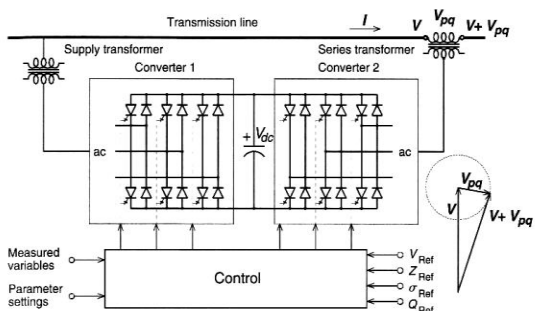 Transmission line
I
V
Vpq
V+ Vpq
Supply transformer
Series transformer
Converter 1
Converter 2
ac
+ Vdc
ac
Vpq
V
V+ Vpq
Measured variables
Parameter settings
Control
VRef
ZRef
σRef
QRef